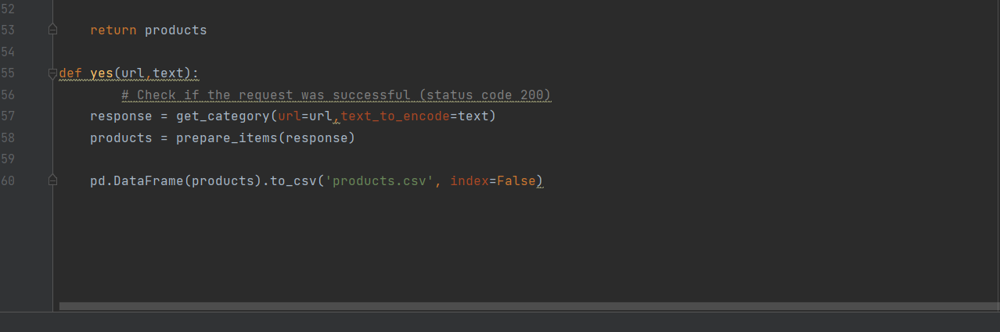 52
53 return products
54
55 def yes(url,text):
56 # Check if the request was successful (status code 200)
57 response = get_category(url=url,text_to_encode=text)
58 products = prepare_items(response)
59
60 pd.DataFrame(products).to_csv('products.csv', index=False)